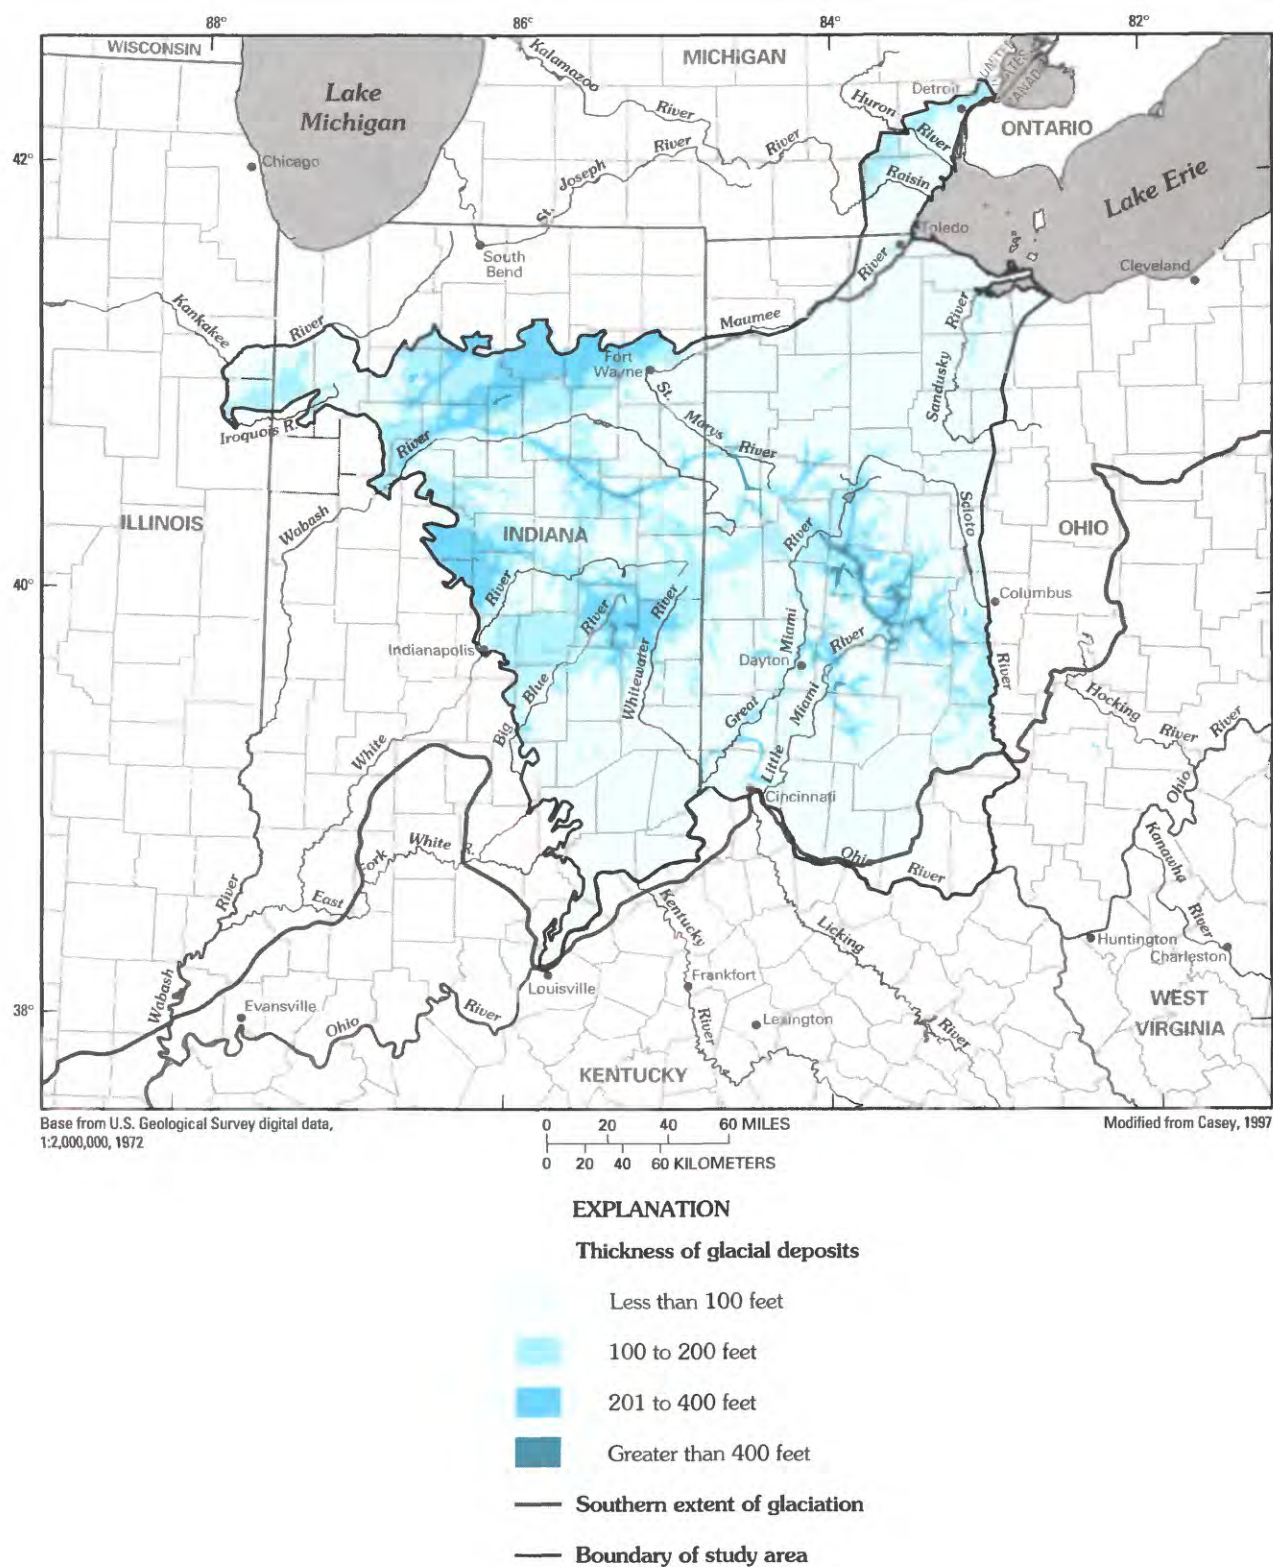 88°
86°
84°
82°
WISCONSIN
MICHIGAN
Kalamazoo
River
Lake
Michigan
Detroit
UNITED
STATES
CANADA
Huron
River
ONTARIO
42°
Chicago
St.
Joseph
River
River
Raisin
Lake Erie
Toledo
South
Bend
Cleveland
Kankakee
River
Maumee
River
Sandusky
River
Fort
Wayne
St.
Marys
River
Iroquois R.
River
Wabash
ILLINOIS
INDIANA
Scioto
OHIO
River
40°
River
River
River
Columbus
Indianapolis
Dayton
Miami
River
Whitewater
Blue
Big
Great
Miami
Little
River
Hocking
River
River
Ohio
White
Cincinnati
White R.
Fork
East
River
Ohio
River
Kanawha
River
Kentucky
Licking
River
Huntington
Charleston
Wabash
Louisville
Frankfort
38°
Evansville
Ohio
River
River
Lexington
WEST
VIRGINIA
KENTUCKY
Base from U.S. Geological Survey digital data,
1:2,000,000, 1972
0 20 40 60 MILES
0 20 40 60 KILOMETERS
Modified from Casey, 1997
EXPLANATION
Thickness of glacial deposits
Less than 100 feet
100 to 200 feet
201 to 400 feet
Greater than 400 feet
Southern extent of glaciation
Boundary of study area